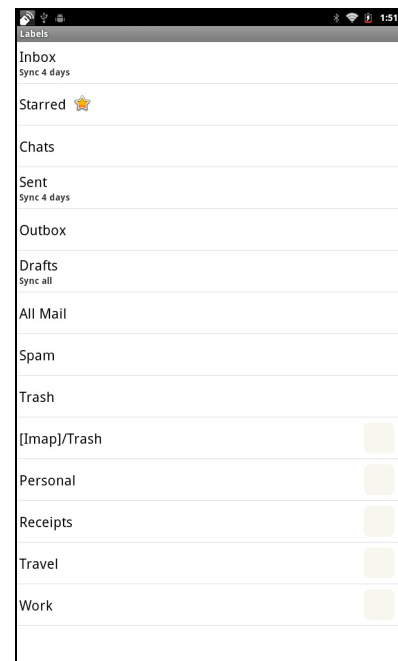 1:51
Labels
Inbox
Sync 4 days
Starred
Chats
Sent
Sync 4 days
Outbox
Drafts
Sync all
All Mail
Spam
Trash
[Imap]/Trash
Personal
Receipts
Travel
Work